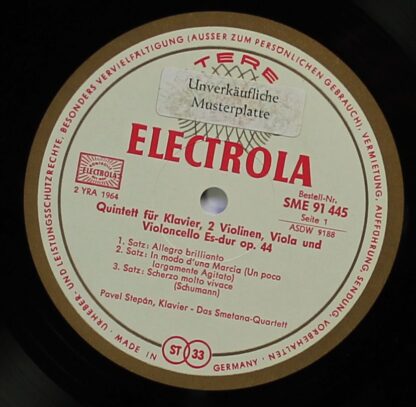 TERE
Unverkäufliche
Musterplatte
ELECTROLA
ELECTROLA
2 YRA 1964
Bestell-Nr.
SME 91 445
Seite 1
ASDW 9188
Quintett für Klavier, 2 Violinen, Viola und
Violoncello Es-dur op. 44
1. Satz: Allegro brillianto
2. Satz: In modo d'una Marcia (Un poco
largamente Agitato)
3. Satz: Scherzo molto vivace
(Schumann)
Pavel Stepán, Klavier - Das Smetana-Quartett
MADE IN
ST 33
GERMANY
URHEBER- UND LEISTUNGSSCHUTZRECHTE, BESONDERS VERVIELFÄLTIGUNG (AUSSER ZUM PERSÖNLICHEN GEBRAUCH), VERMIETUNG, AUFFÜHRUNG, SENDUNG, VORBEHALTEN